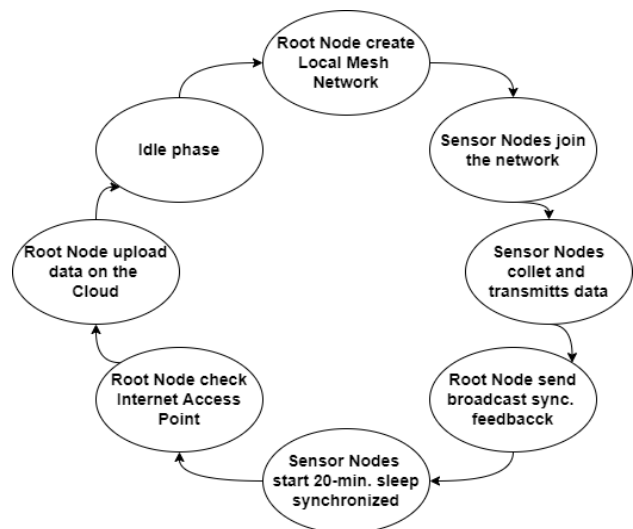 Root Node create
Local Mesh
Network
Sensor Nodes join
the network
Sensor Nodes
collet and
transmitts data
Root Node send
broadcast sync.
feedbacck
Sensor Nodes
start 20-min. sleep
synchronized
Root Node check
Internet Access
Point
Root Node upload
data on the
Cloud
Idle phase